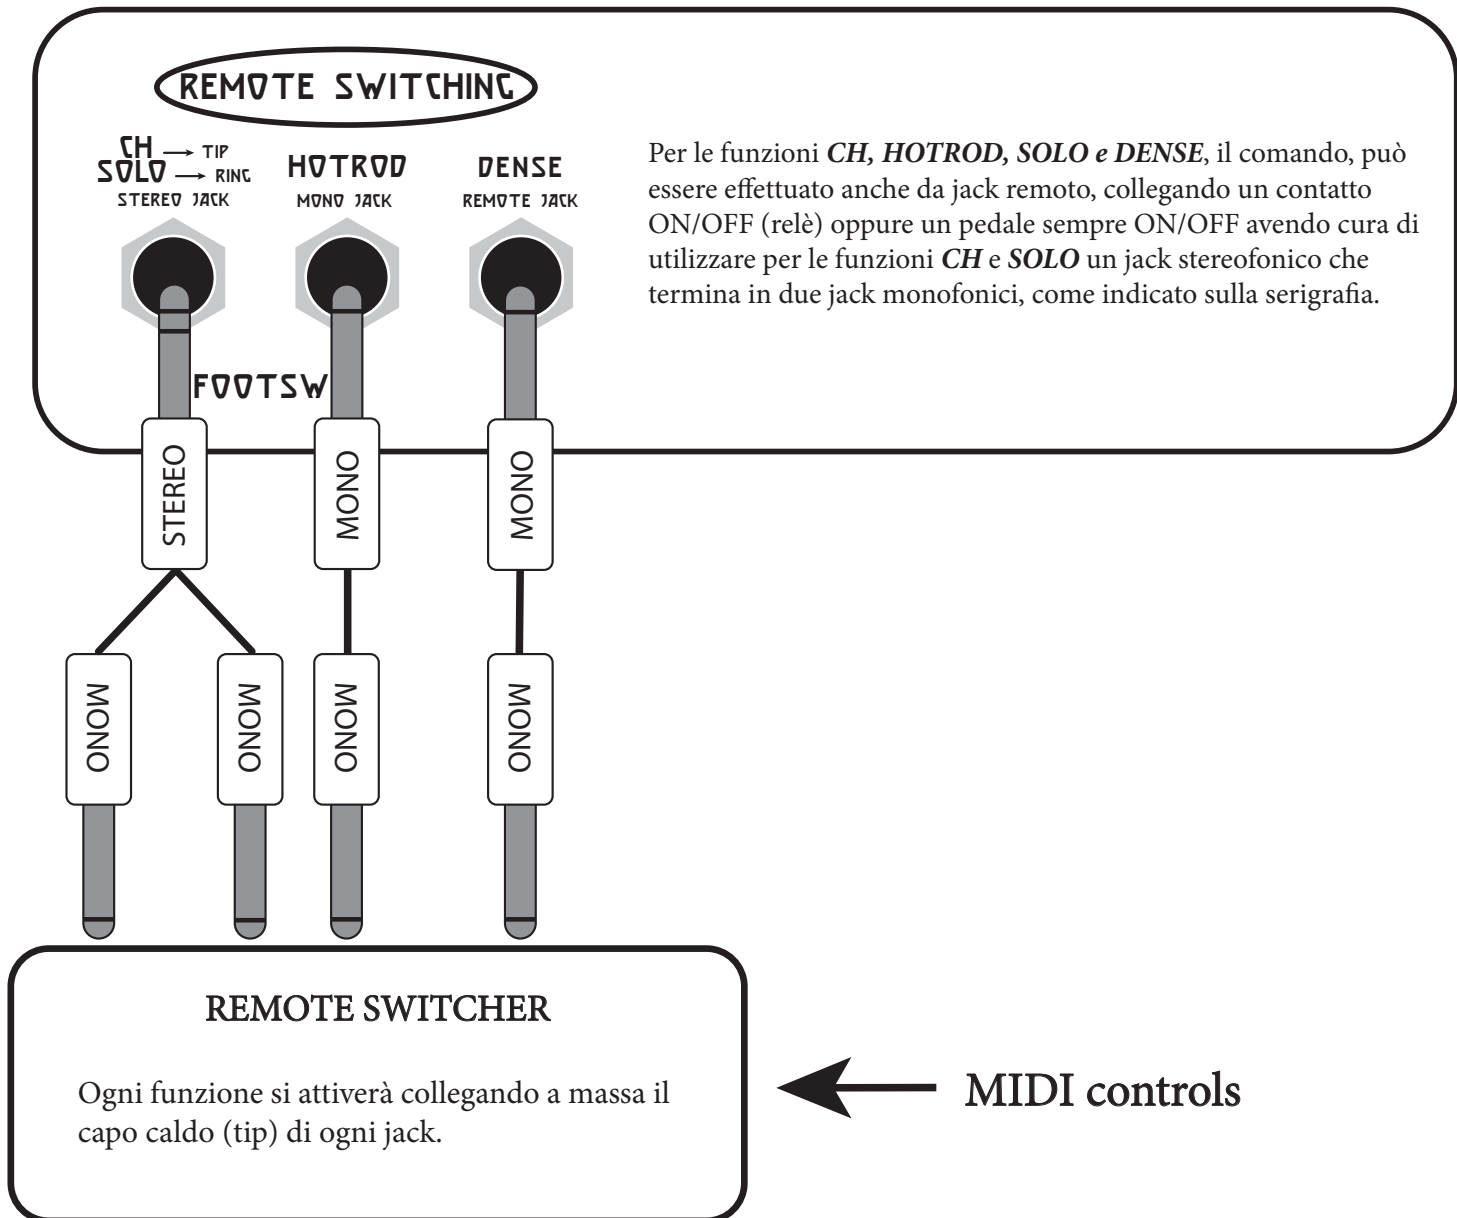 REMOTE SWITCHING
CH → TIP
SOLO → RING
STEREO JACK
HOTROD
MONO JACK
DENSE
REMOTE JACK
Per le funzioni CH, HOTROD, SOLO e DENSE, il comando, può
essere effettuato anche da jack remoto, collegando un contatto
ON/OFF (relè) oppure un pedale sempre ON/OFF avendo cura di
utilizzare per le funzioni CH e SOLO un jack stereofonico che
termina in due jack monofonici, come indicato sulla serigrafia.
FOOTSW
STEREO
MONO
MONO
MONO
MONO
MONO
MONO
REMOTE SWITCHER
Ogni funzione si attiverà collegando a massa il
capo caldo (tip) di ogni jack.
MIDI controls